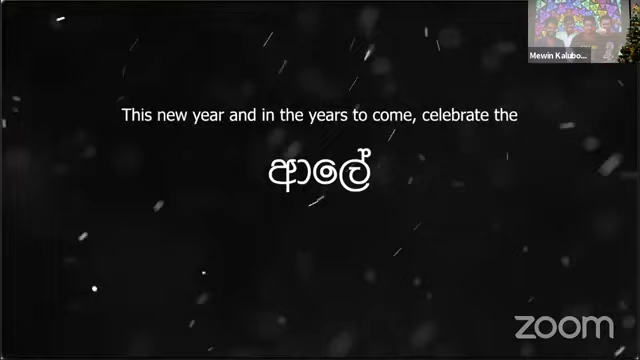 Mewin Kalubo...
This new year and in the years to come, celebrate the
ආලේ
zoom